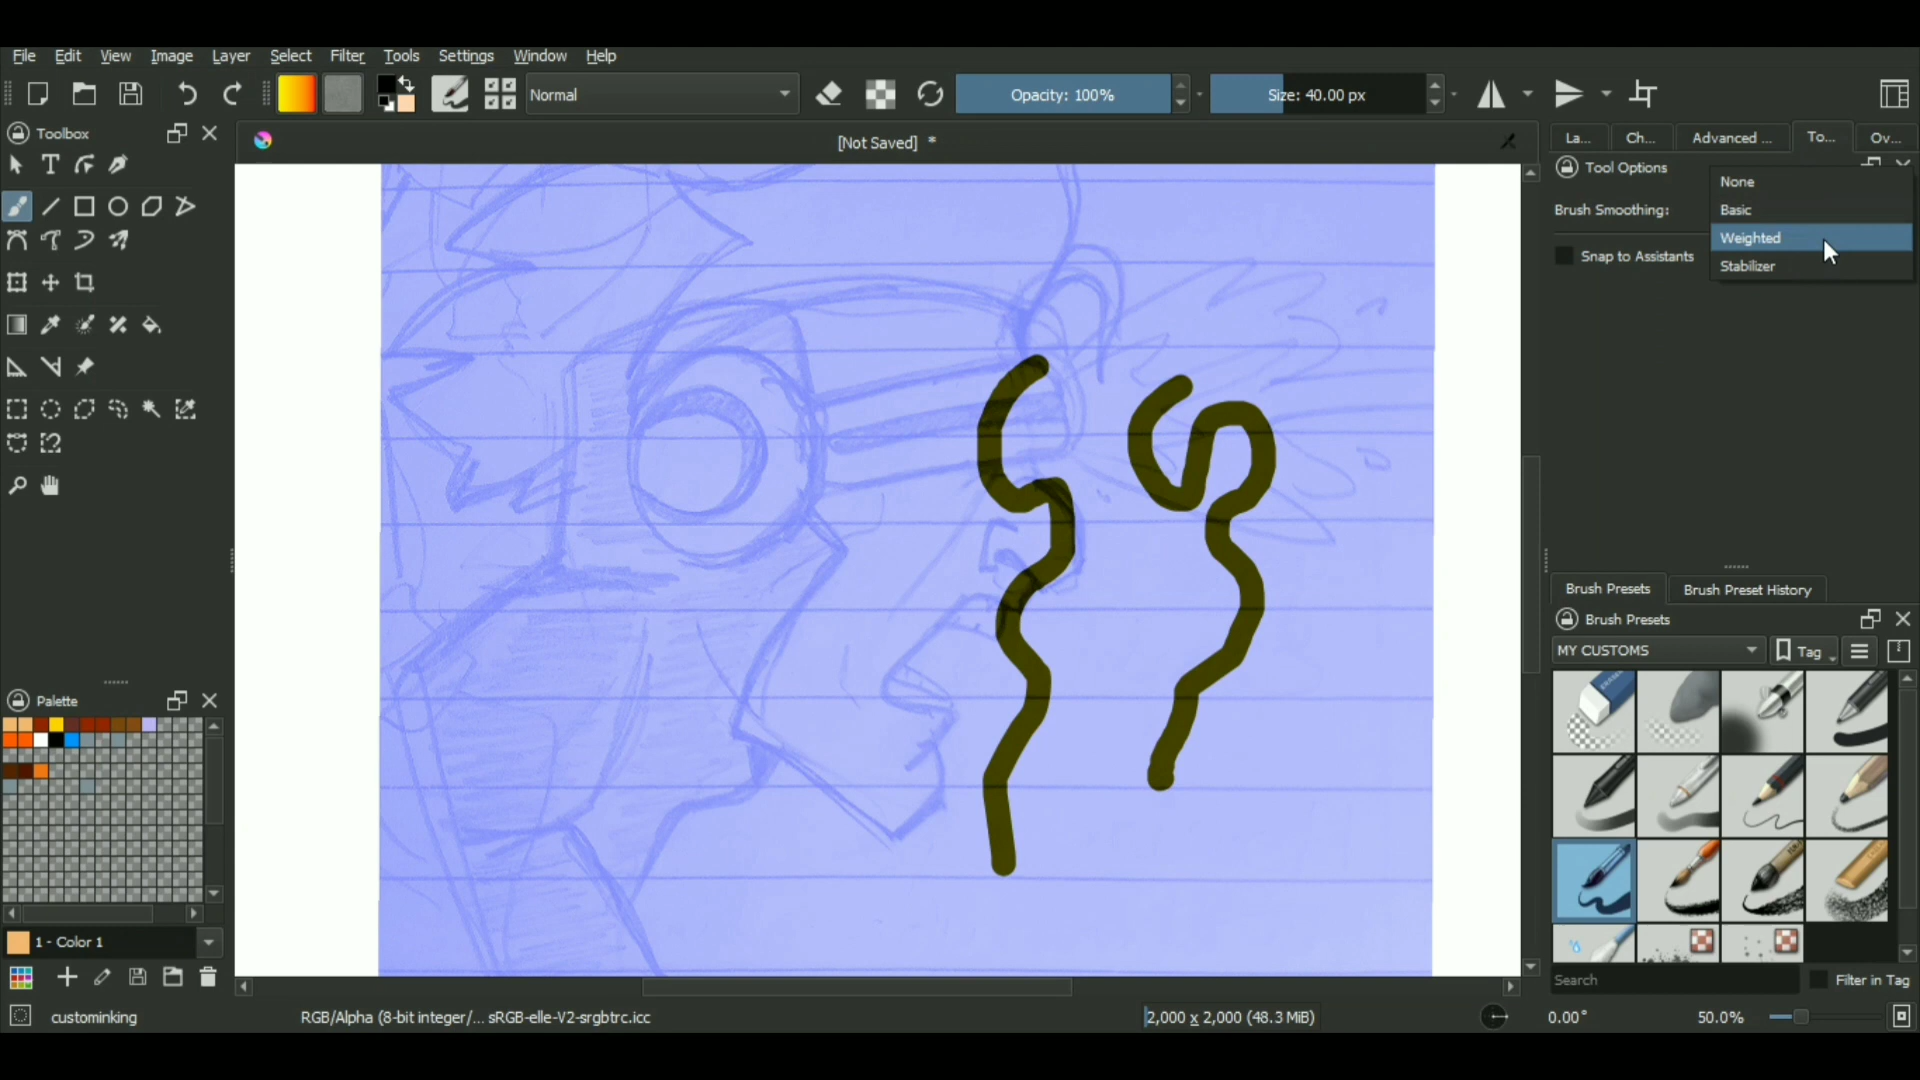 File Edit View Image Layer Select Filter Tools Settings Window Help
Normal Opacity: 100% Size: 40.00 px
Toolbox
[Not Saved] *
La... Ch... Advanced ... To... Ov...
Tool Options
None
Brush Smoothing: Basic
Weighted
Snap to Assistants
Stabilizer
Brush Presets Brush Preset History
Brush Presets
MY CUSTOMS Tag
Palette
1 - Color 1
Search Filter in Tag
custominking RGB/Alpha (8-bit integer/... sRGB-elle-V2-srgbtrc.icc 2,000 x 2,000 (48.3 MiB) 0.00° 50.0%